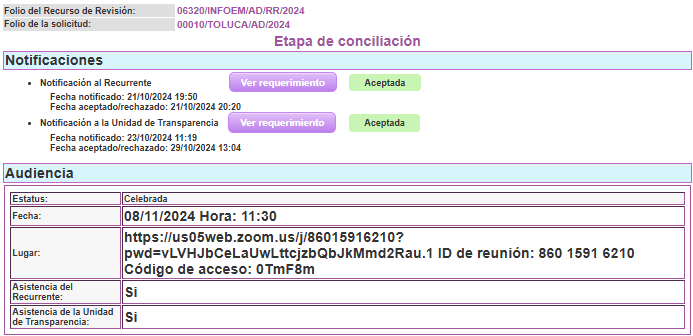 Folio del Recurso de Revisión: 06320/INFOEM/AD/RR/2024
Folio de la solicitud: 00010/TOLUCA/AD/2024
Etapa de conciliación
Notificaciones
• Notificación al Recurrente Ver requerimiento Aceptada
Fecha notificado: 21/10/2024 19:50
Fecha aceptado/rechazado: 21/10/2024 20:20
• Notificación a la Unidad de Transparencia Ver requerimiento Aceptada
Fecha notificado: 23/10/2024 11:19
Fecha aceptado/rechazado: 29/10/2024 13:04
Audiencia
Estatus: Celebrada
Fecha: 08/11/2024 Hora: 11:30
Lugar: https://us05web.zoom.us/j/86015916210?
pwd=vLVHJbCeLaUwLttcjzbQbJkMmd2Rau.1 ID de reunión: 860 1591 6210
Código de acceso: 0TmF8m
Asistencia del
Recurrente: Si
Asistencia de la Unidad
de Transparencia: Si